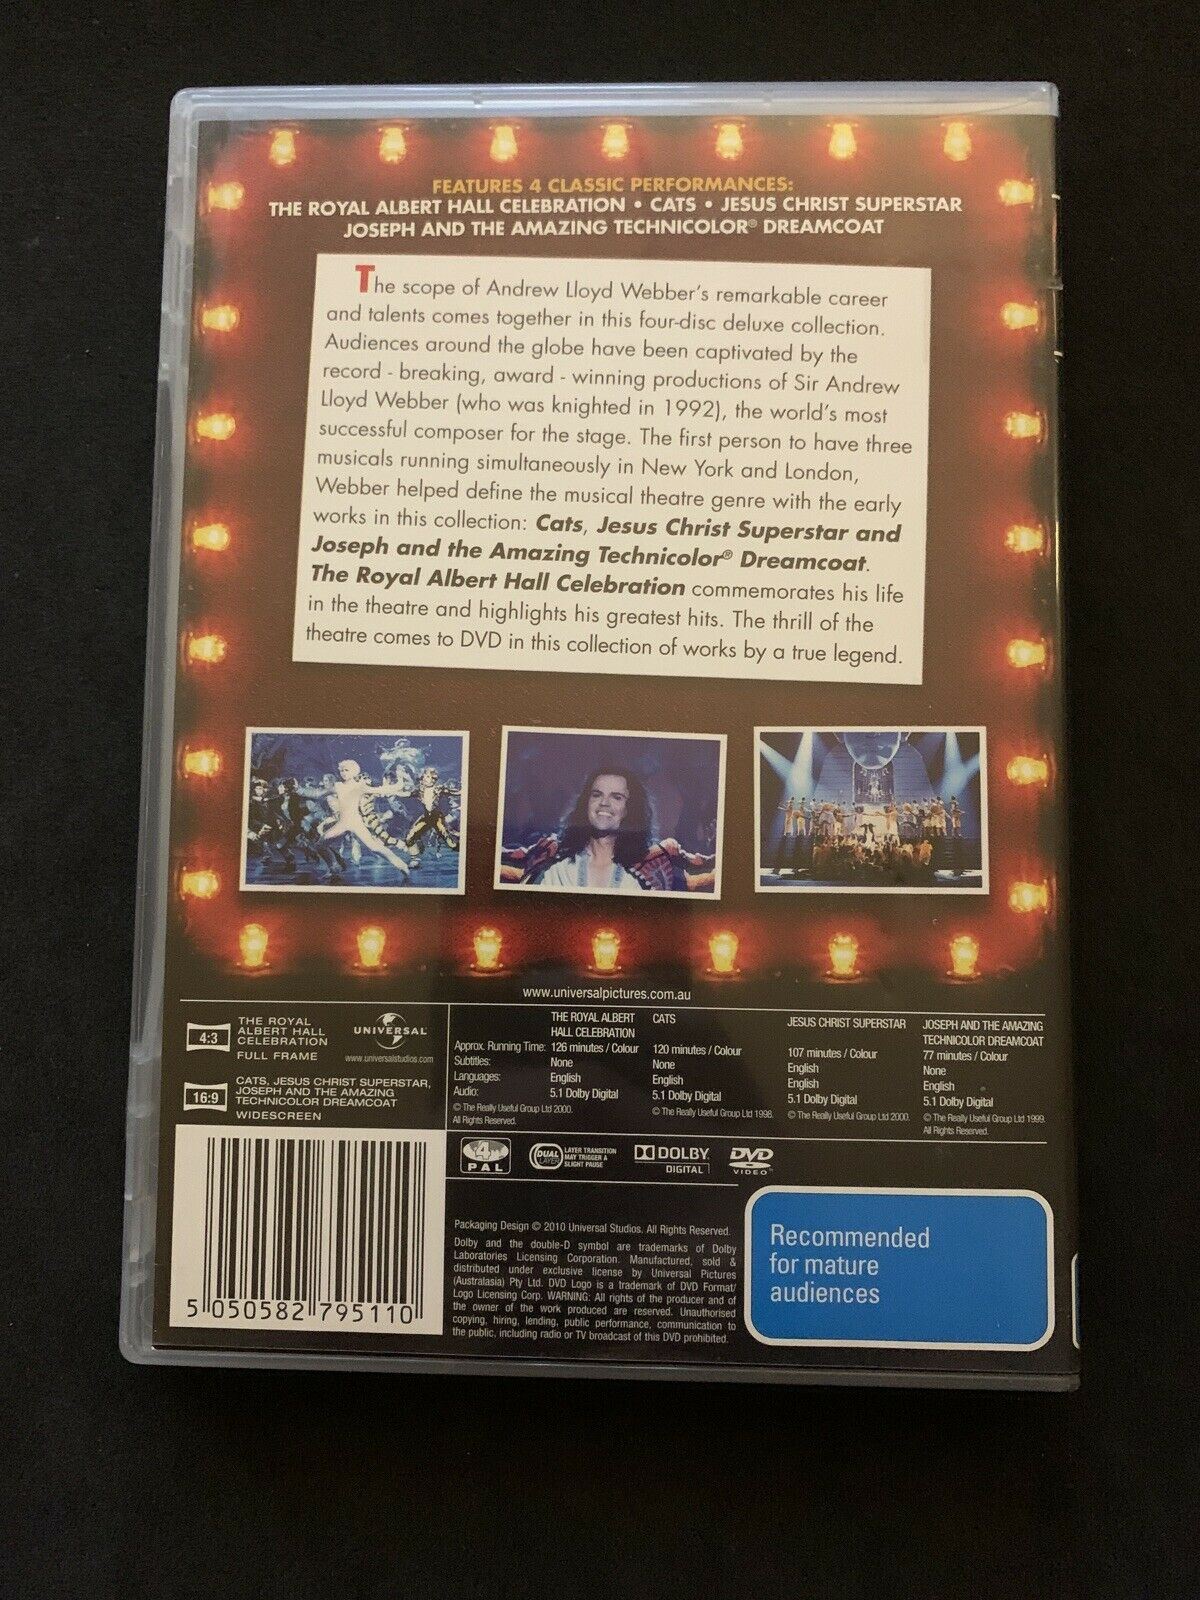 FEATURES 4 CLASSIC PERFORMANCES:
THE ROYAL ALBERT HALL CELEBRATION • CATS • JESUS CHRIST SUPERSTAR
JOSEPH AND THE AMAZING TECHNICOLOR® DREAMCOAT
The scope of Andrew Lloyd Webber's remarkable career
and talents comes together in this four-disc deluxe collection.
Audiences around the globe have been captivated by the
record - breaking, award - winning productions of Sir Andrew
Lloyd Webber (who was knighted in 1992), the world's most
successful composer for the stage. The first person to have three
musicals running simultaneously in New York and London,
Webber helped define the musical theatre genre with the early
works in this collection: Cats, Jesus Christ Superstar and
Joseph and the Amazing Technicolor® Dreamcoat.
The Royal Albert Hall Celebration commemorates his life
in the theatre and highlights his greatest hits. The thrill of the
theatre comes to DVD in this collection of works by a true legend.
www.universalpictures.com.au
4:3
THE ROYAL
ALBERT HALL
CELEBRATION
FULL FRAME
UNIVERSAL
www.universalstudios.com
16:9
CATS, JESUS CHRIST SUPERSTAR,
JOSEPH AND THE AMAZING
TECHNICOLOR DREAMCOAT
WIDESCREEN
Approx. Running Time:
Subtitles:
Languages:
Audio:
THE ROYAL ALBERT
HALL CELEBRATION
126 minutes / Colour
None
English
5.1 Dolby Digital
© The Really Useful Group Ltd 2000.
All Rights Reserved.
CATS
120 minutes / Colour
None
English
5.1 Dolby Digital
© The Really Useful Group Ltd 1998.
JESUS CHRIST SUPERSTAR
107 minutes / Colour
English
English
5.1 Dolby Digital
© The Really Useful Group Ltd 2000.
JOSEPH AND THE AMAZING
TECHNICOLOR DREAMCOAT
77 minutes / Colour
None
English
5.1 Dolby Digital
© The Really Useful Group Ltd 1999.
All Rights Reserved.
4
PAL
DUAL
LAYER
LAYER TRANSITION
MAY TRIGGER A
SLIGHT PAUSE
DOLBY
DIGITAL
DVD
VIDEO
Packaging Design © 2010 Universal Studios. All Rights Reserved.
Dolby and the double-D symbol are trademarks of Dolby
Laboratories Licensing Corporation. Manufactured, sold &
distributed under exclusive license by Universal Pictures
(Australasia) Pty Ltd. DVD Logo is a trademark of DVD Format/
Logo Licensing Corp. WARNING: All rights of the producer and of
the owner of the work produced are reserved. Unauthorised
copying, hiring, lending, public performance, communication to
the public, including radio or TV broadcast of this DVD prohibited.
5 050582 795110
Recommended
for mature
audiences